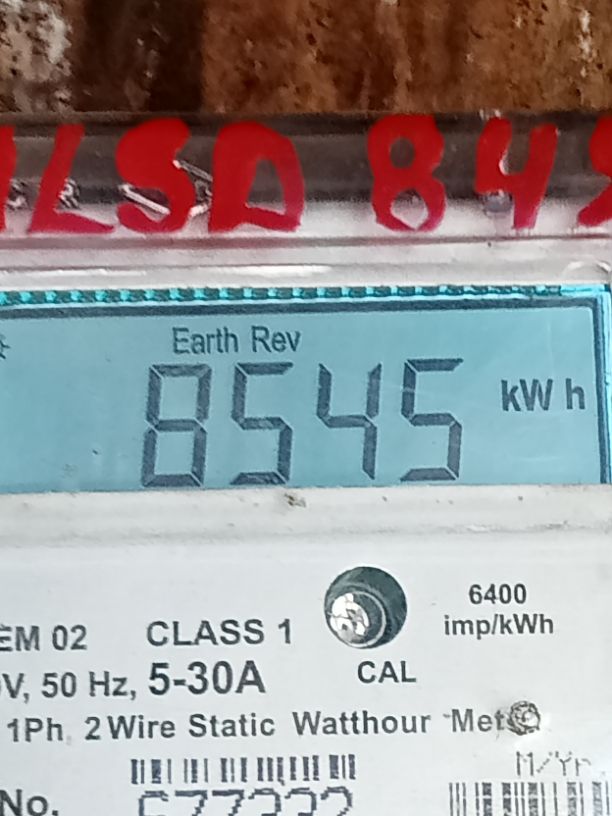 LSD 845
Earth Rev
8545 kW h
6400
EM 02 CLASS 1 imp/kWh
V, 50 Hz, 5-30A CAL
1Ph 2 Wire Static Watthour Met
M/Yr.
No.